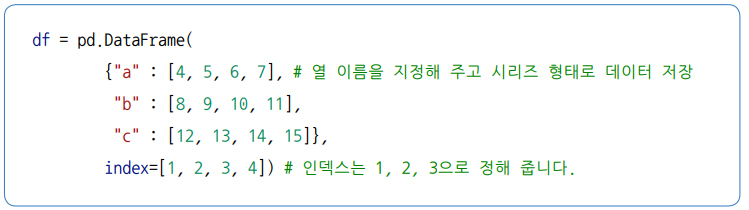 df = pd.DataFrame(
{"a" : [4, 5, 6, 7], # 열 이름을 지정해 주고 시리즈 형태로 데이터 저장
"b" : [8, 9, 10, 11],
"c" : [12, 13, 14, 15]},
index=[1, 2, 3, 4]) # 인덱스는 1, 2, 3으로 정해 줍니다.